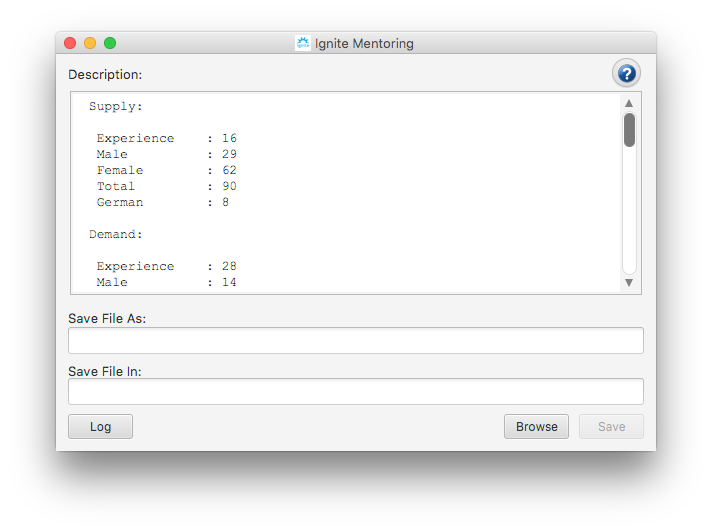 Ignite Mentoring
Description:
?
Supply:
Experience : 16
Male : 29
Female : 62
Total : 90
German : 8
Demand:
Experience : 28
Male : 14
Save File As:
Save File In:
Log
Browse
Save